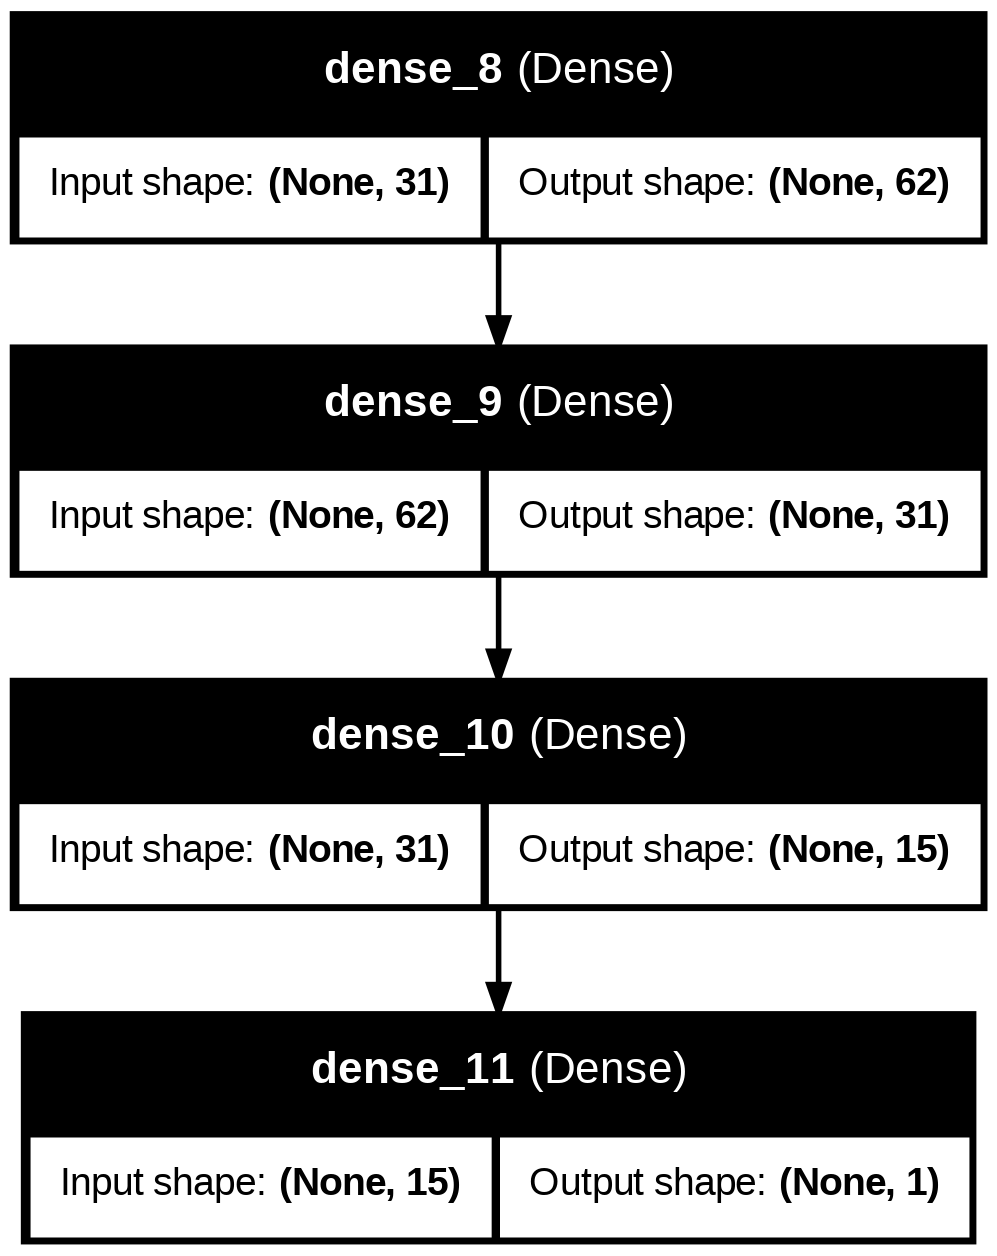 dense_8 (Dense)
Input shape: (None, 31) Output shape: (None, 62)
dense_9 (Dense)
Input shape: (None, 62) Output shape: (None, 31)
dense_10 (Dense)
Input shape: (None, 31) Output shape: (None, 15)
dense_11 (Dense)
Input shape: (None, 15) Output shape: (None, 1)